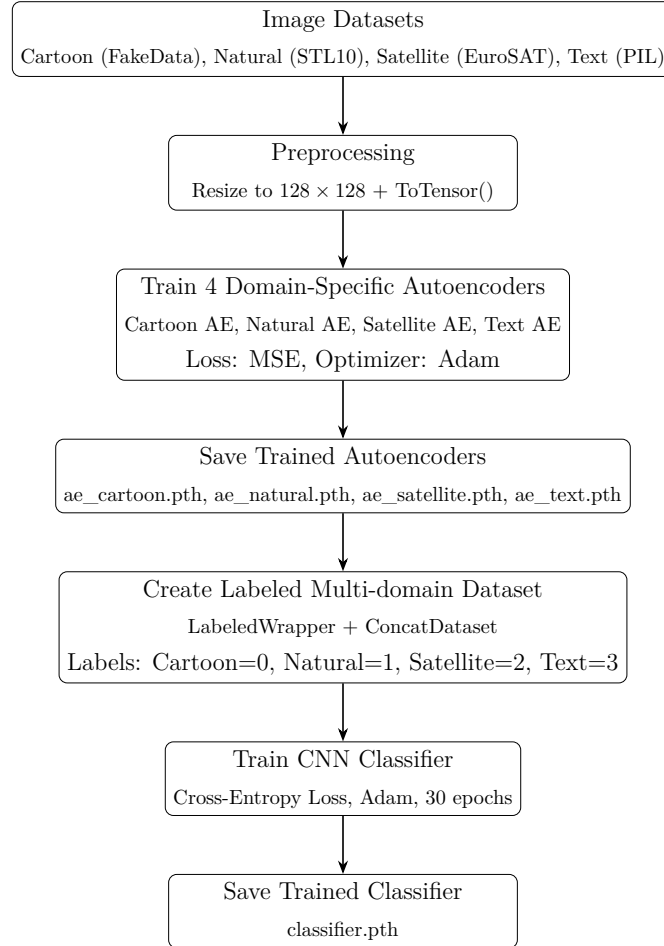 Image Datasets
Cartoon (FakeData), Natural (STL10), Satellite (EuroSAT), Text (PIL)
Preprocessing
Resize to 128 × 128 + ToTensor()
Train 4 Domain-Specific Autoencoders
Cartoon AE, Natural AE, Satellite AE, Text AE
Loss: MSE, Optimizer: Adam
Save Trained Autoencoders
ae_cartoon.pth, ae_natural.pth, ae_satellite.pth, ae_text.pth
Create Labeled Multi-domain Dataset
LabeledWrapper + ConcatDataset
Labels: Cartoon=0, Natural=1, Satellite=2, Text=3
Train CNN Classifier
Cross-Entropy Loss, Adam, 30 epochs
Save Trained Classifier
classifier.pth